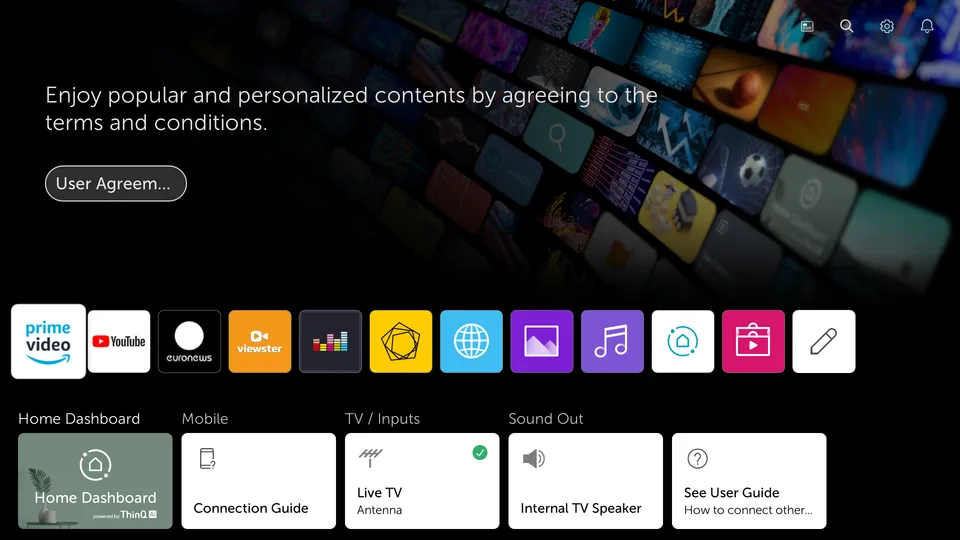 Enjoy popular and personalized contents by agreeing to the
terms and conditions.
User Agreem...
prime
video
YouTube
euronews
viewster
Home Dashboard
Mobile
TV / Inputs
Sound Out
Home Dashboard
powered by ThinQ AI
Connection Guide
Live TV
Antenna
Internal TV Speaker
See User Guide
How to connect other...